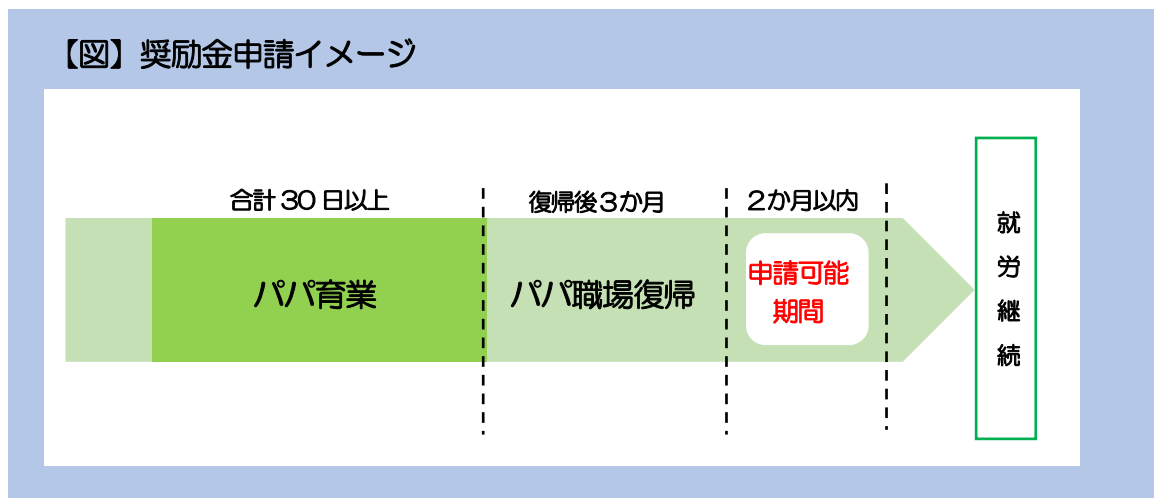 【図】奨励金申請イメージ
合計30日以上
復帰後3か月
2か月以内
パパ育業
パパ職場復帰
申請可能
期間
就労継続